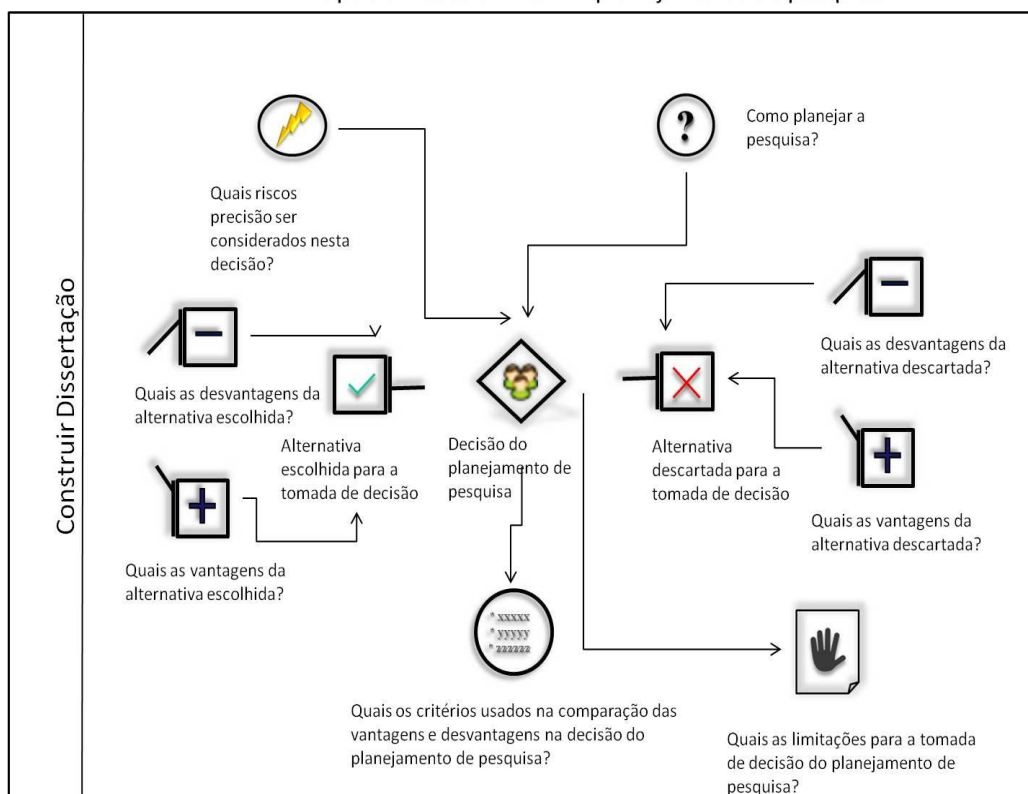 Construir Dissertação
?
Como planejar a
pesquisa?
Quais riscos
precisão ser
considerados nesta
decisão?
Quais as desvantagens da
alternativa escolhida?
Quais as desvantagens da
alternativa descartada?
Alternativa
escolhida para a
tomada de decisão
Decisão do
planejamento de
pesquisa
Alternativa
descartada para a
tomada de decisão
Quais as vantagens da
alternativa escolhida?
Quais as vantagens da
alternativa descartada?
* xxxxx
* yyyyy
* zzzzzz
Quais os critérios usados na comparação das
vantagens e desvantagens na decisão do
planejamento de pesquisa?
Quais as limitações para a tomada
de decisão do planejamento de
pesquisa?